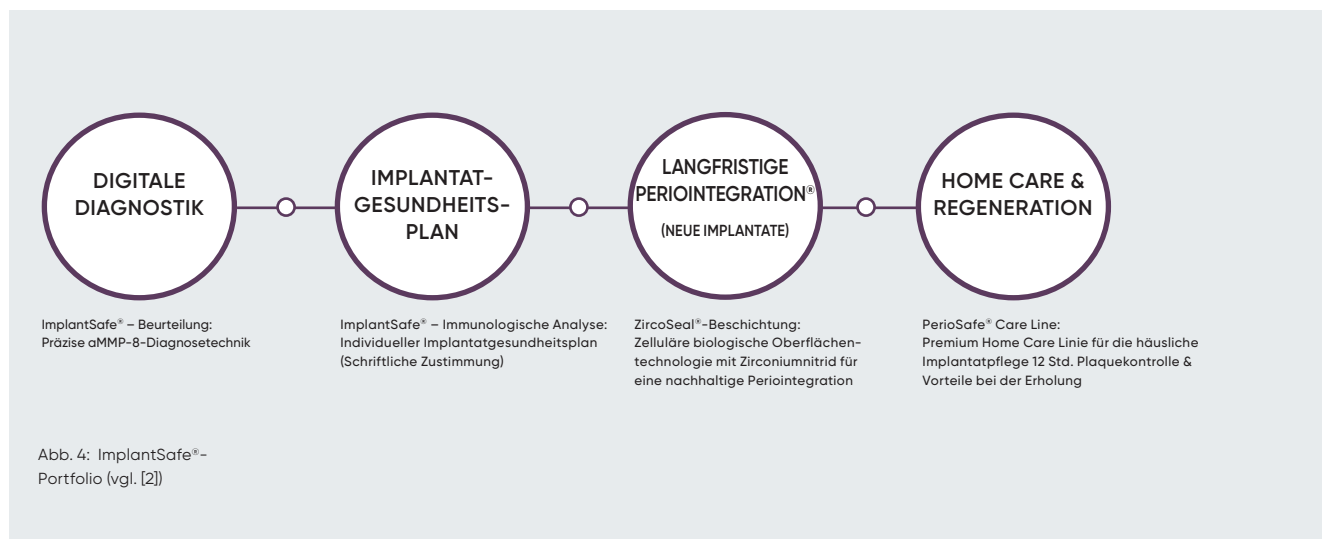 DIGITALE
DIAGNOSTIK
IMPLANTAT-
GESUNDHEITS-
PLAN
LANGFRISTIGE
PERIOINTEGRATION®
(NEUE IMPLANTATE)
HOME CARE &
REGENERATION
ImplantSafe® – Beurteilung:
Präzise aMMP-8-Diagnosetechnik
ImplantSafe® – Immunologische Analyse:
Individueller Implantatgesundheitsplan
(Schriftliche Zustimmung)
ZircoSeal®-Beschichtung:
Zelluläre biologische Oberflächen-
technologie mit Zirconiumnitrid für
eine nachhaltige Periointegration
PerioSafe® Care Line:
Premium Home Care Linie für die häusliche
Implantatpflege 12 Std. Plaquekontrolle &
Vorteile bei der Erholung
Abb. 4: ImplantSafe®-
Portfolio (vgl. [2])